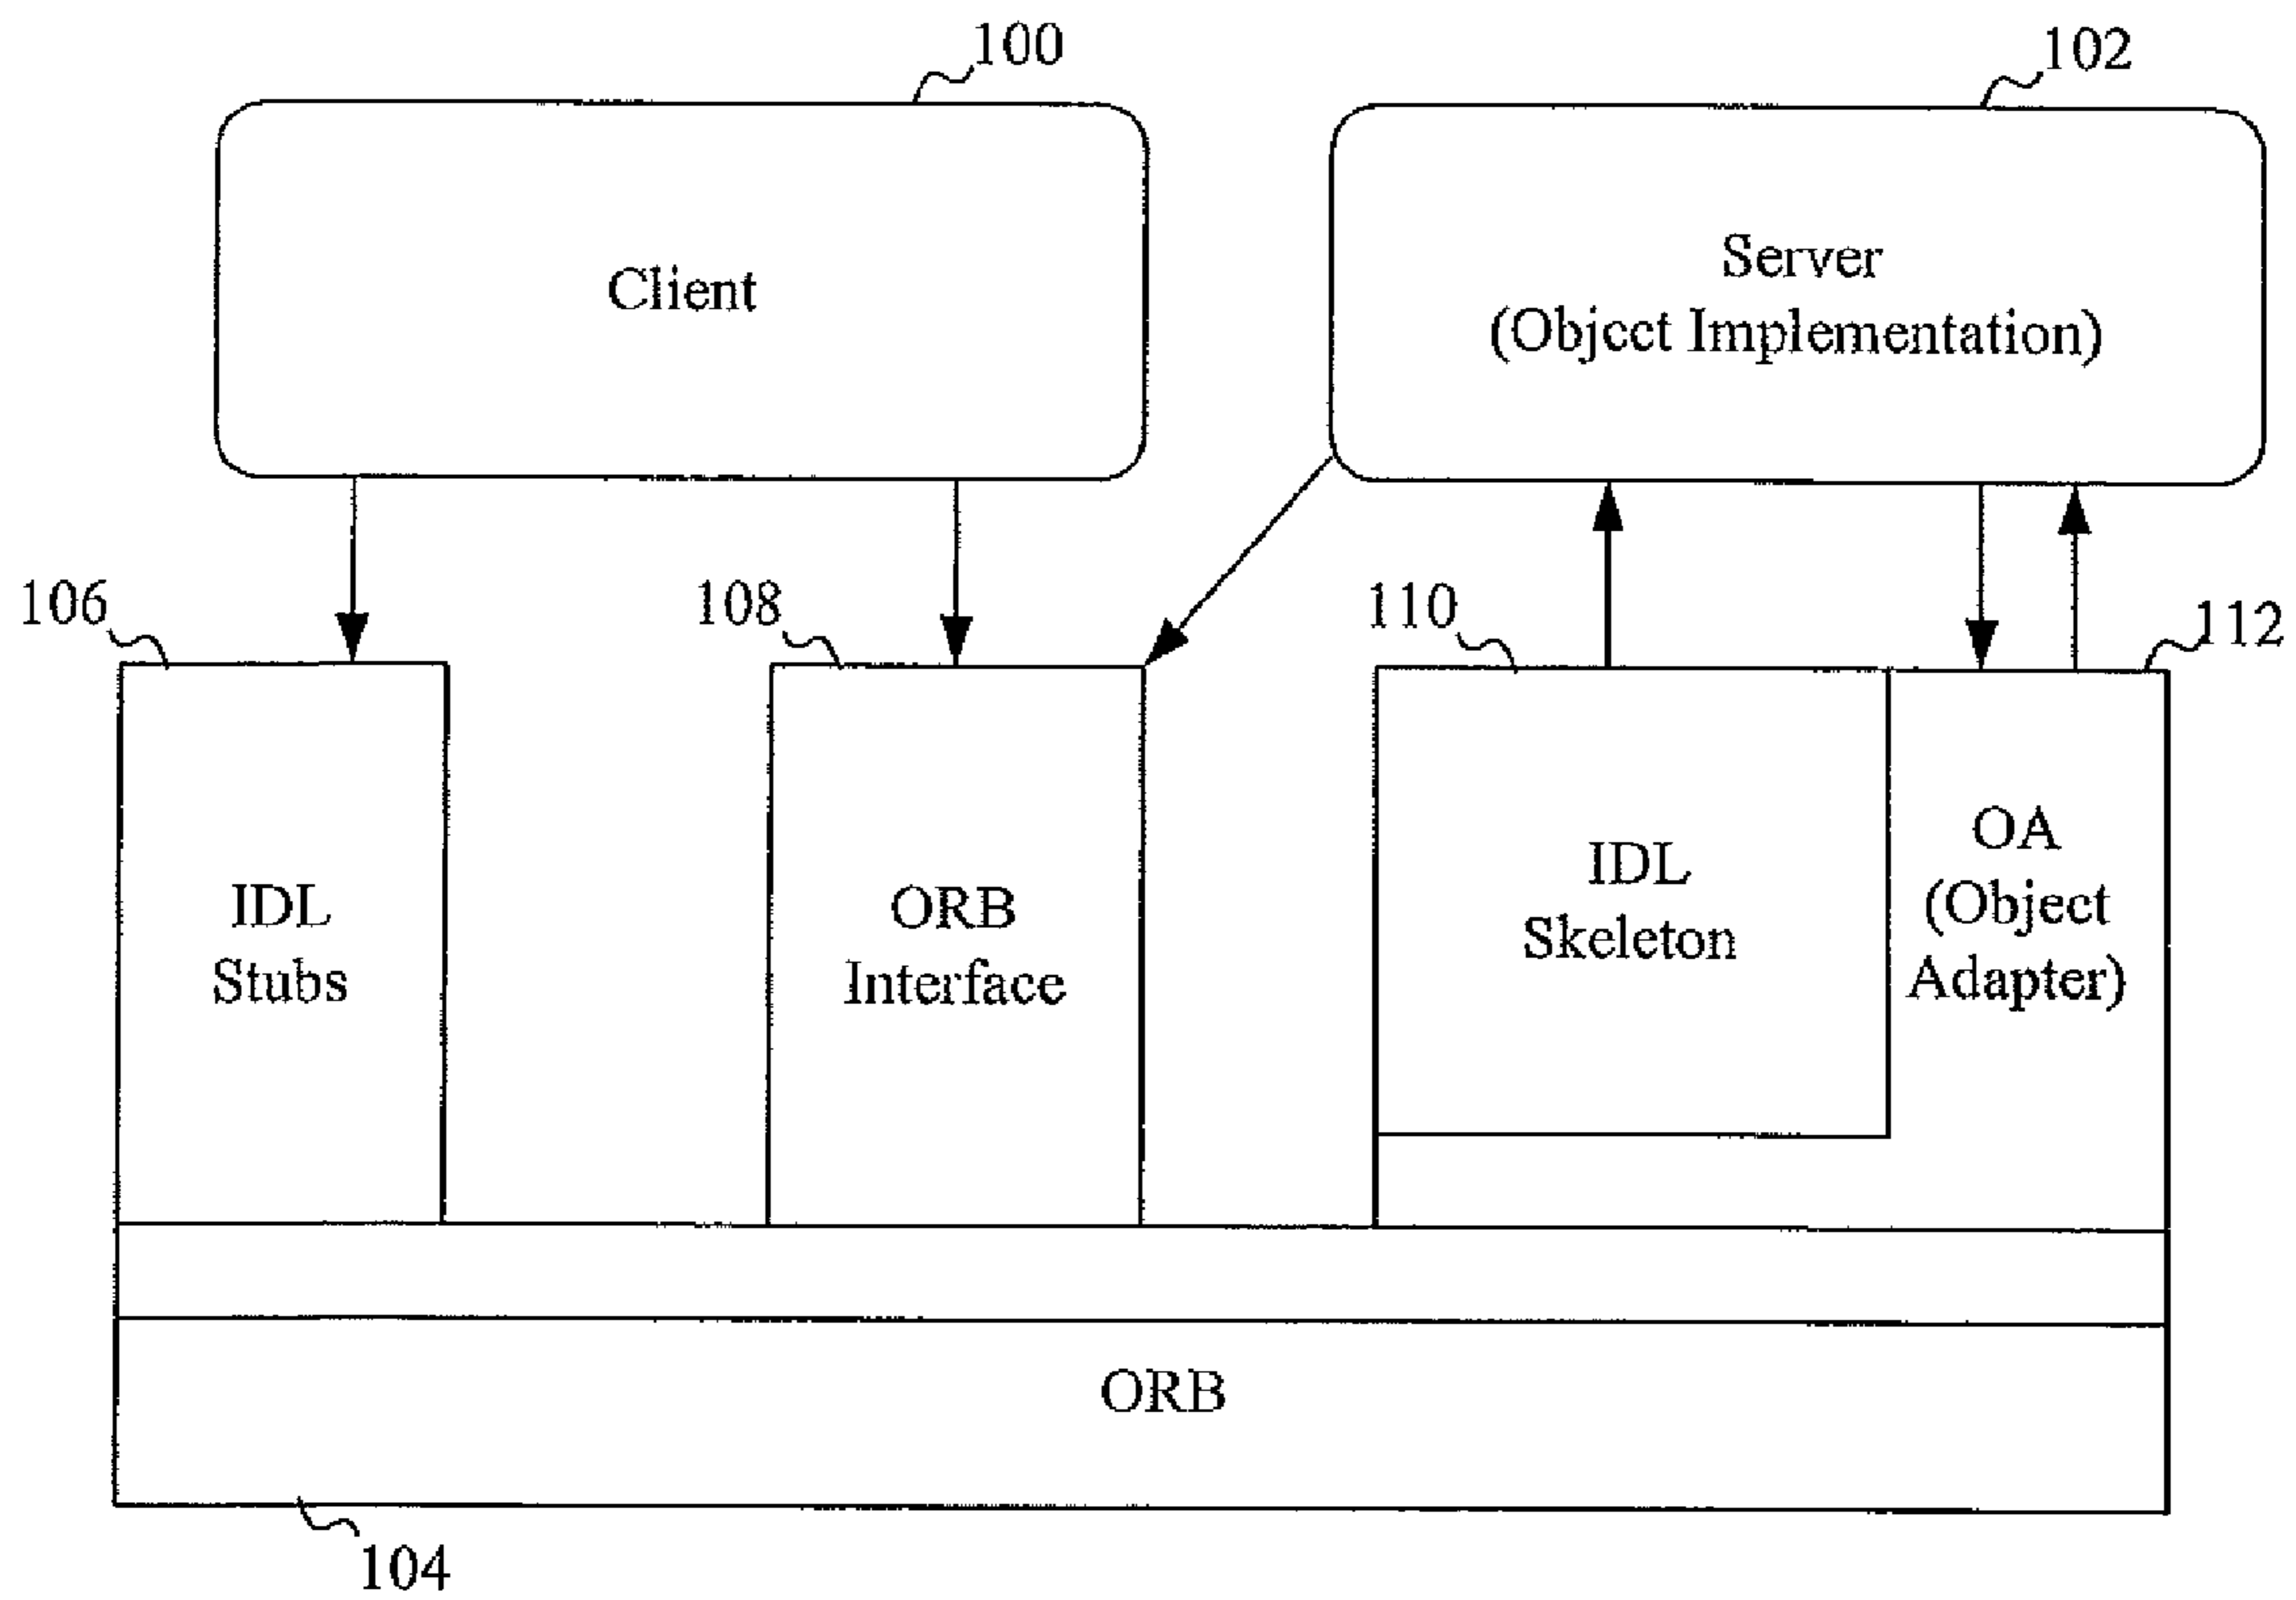 100
102
Client
Server
(Object Implementation)
106
108
110
112
IDL
Stubs
ORB
Interface
IDL
Skeleton
OA
(Object
Adapter)
ORB
104